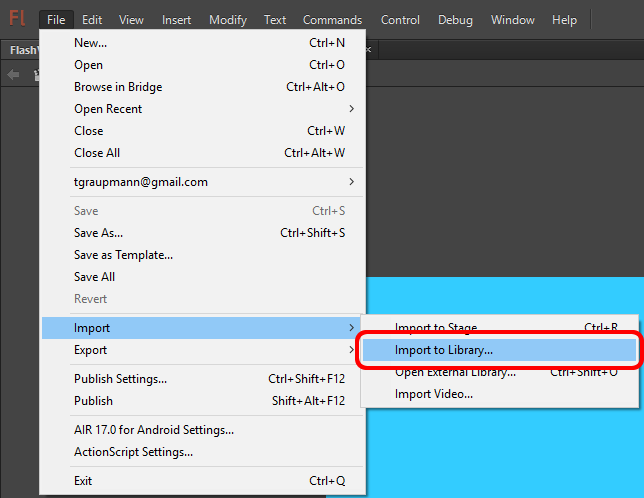 Fl File Edit View Insert Modify Text Commands Control Debug Window Help
Flash
New... Ctrl+N
Open Ctrl+O
Browse in Bridge Ctrl+Alt+O
Open Recent
Close Ctrl+W
Close All Ctrl+Alt+W
tgraupmann@gmail.com
Save Ctrl+S
Save As... Ctrl+Shift+S
Save as Template...
Save All
Revert
Import
Import to Stage... Ctrl+R
Export
Import to Library...
Open External Library... Ctrl+Shift+O
Publish Settings... Ctrl+Shift+F12
Import Video...
Publish Shift+Alt+F12
AIR 17.0 for Android Settings...
ActionScript Settings...
Exit Ctrl+Q